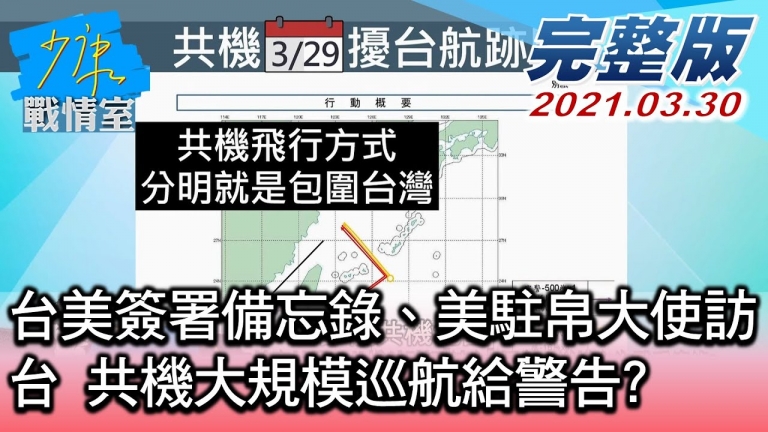 少康
戰情室
共機 3/29 擾台航跡
完整版
2021.03.30
行動概要
共機飛行方式
分明就是包圍台灣
台美簽署備忘錄、美駐帛大使訪
台 共機大規模巡航給警告?